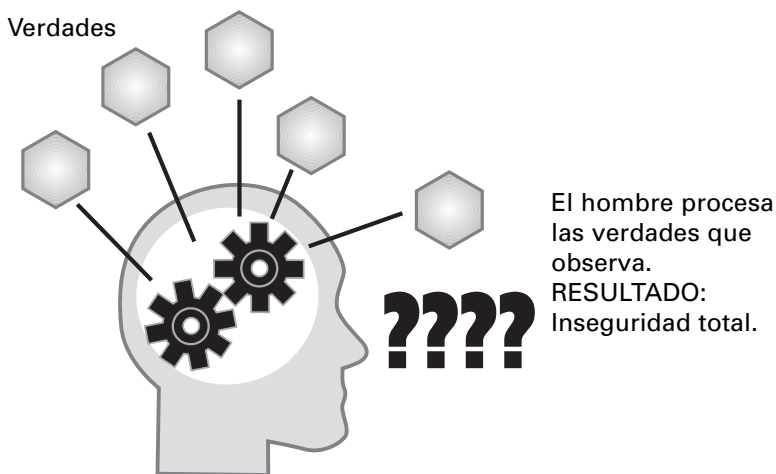 Verdades
????
El hombre procesa
las verdades que
observa.
RESULTADO:
Inseguridad total.